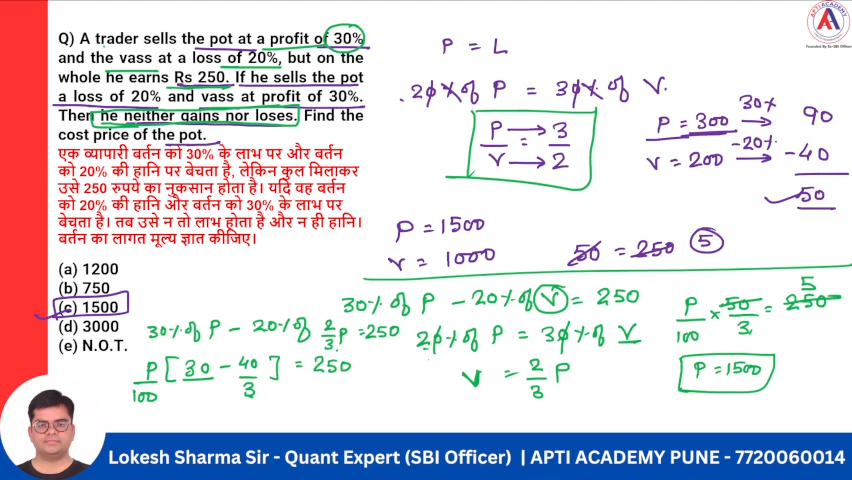 Q) A trader sells the pot at a profit of 30%
and the vass at a loss of 20%, but on the
whole he earns Rs 250. If he sells the pot
a loss of 20% and vass at profit of 30%.
Then he neither gains nor loses. Find the
cost price of the pot.
एक व्यापारी बर्तन को 30% के लाभ पर और बर्तन
को 20% की हानि पर बेचता है, लेकिन कुल मिलाकर
उसे 250 रुपये का नुकसान होता है। यदि वह बर्तन
को 20% की हानि और बर्तन को 30% के लाभ पर
बेचता है। तब उसे न तो लाभ होता है और न ही हानि।
बर्तन का लागत मूल्य ज्ञात कीजिए।
(a) 1200
(b) 750
(c) 1500
(d) 3000
(e) N.O.T.
P = L
20% of P = 30% of V.
P → 3
V → 2
=
P = 300 30% → 90
V = 200 -20% → -40
50
P = 1500
V = 1000
50 = 250 5
30% of P - 20% of V = 250
30% of P - 20% of 2/3 P = 250
20% of P = 30% of V
P/100 [30 - 40/3] = 250
V = 2/3 P
P/100 × 50/3 = 250 5
P = 1500
APTI ACADEMY
Founded By Ex-SBI Officer
Lokesh Sharma Sir - Quant Expert (SBI Officer) | APTI ACADEMY PUNE - 7720060014